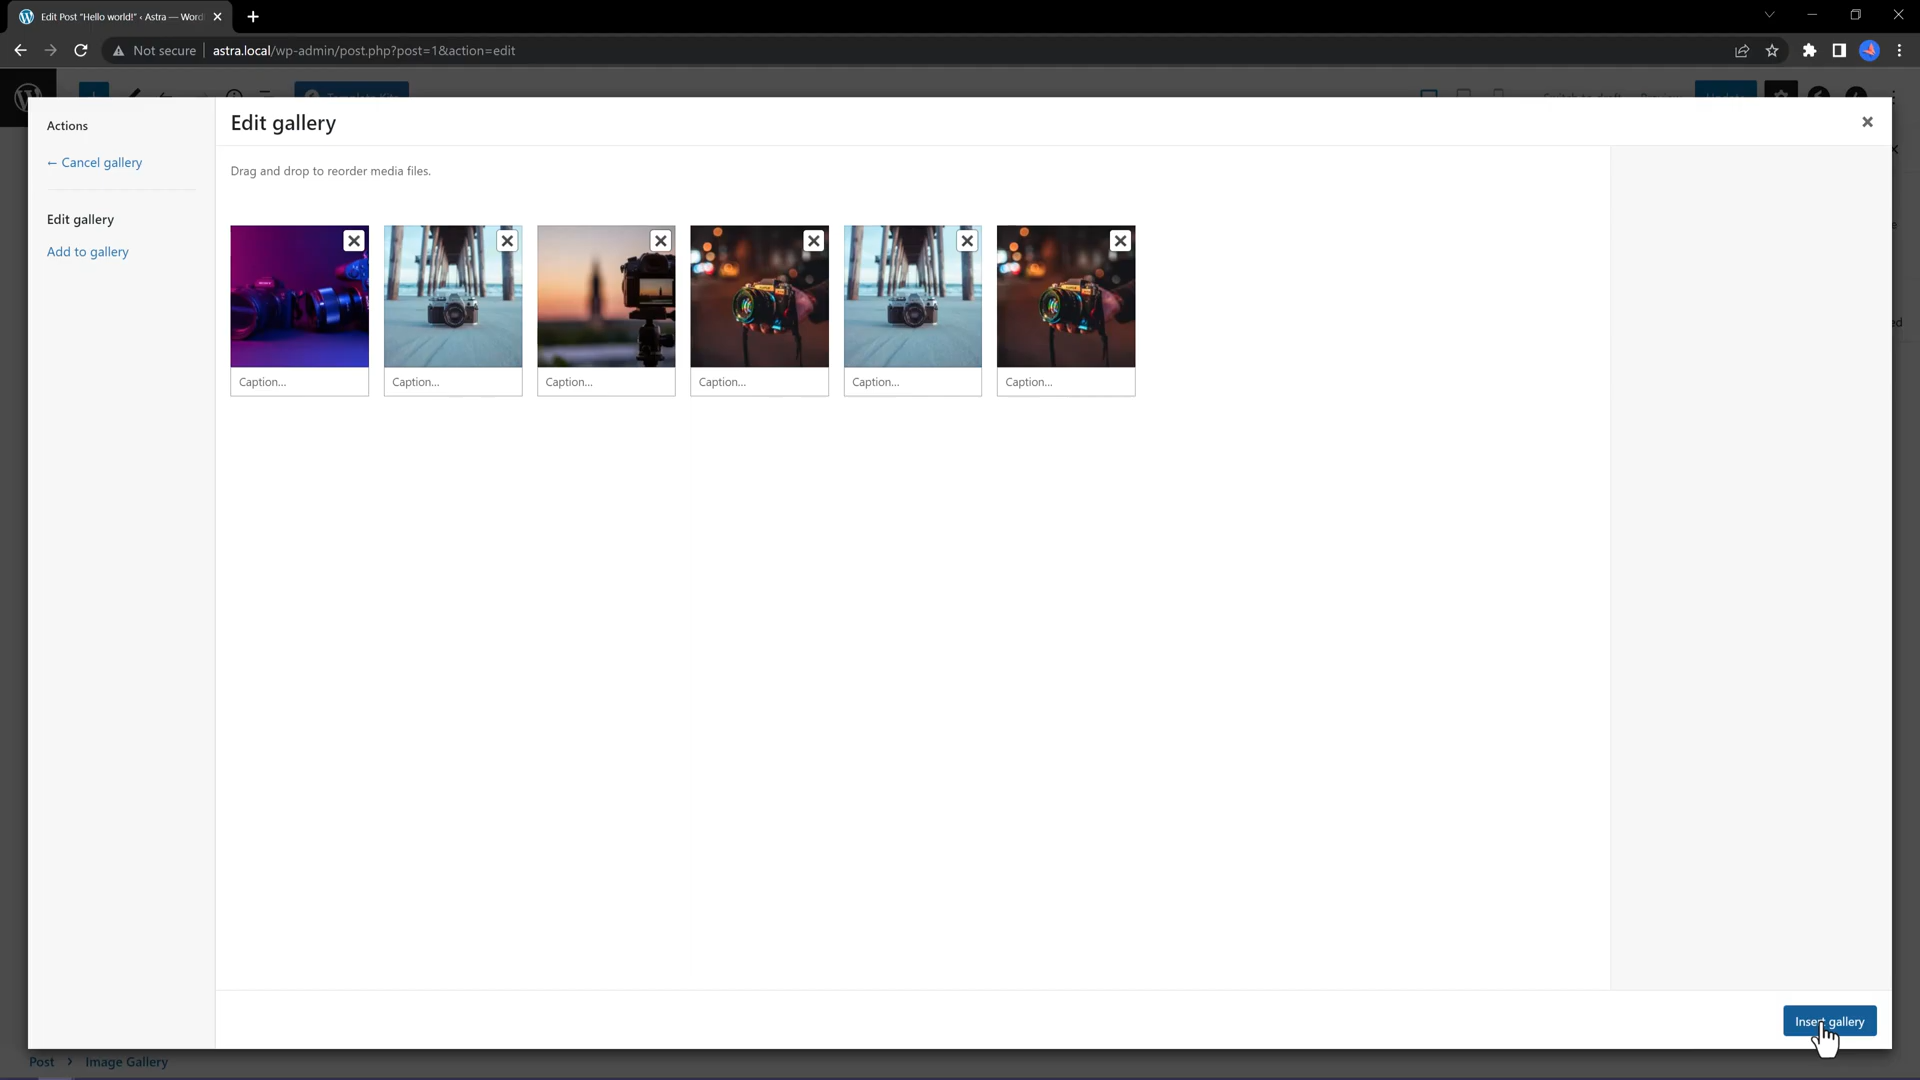 Edit Post "Hello world!" ‹ Astra — Word
Not secure
astra.local/wp-admin/post.php?post=1&action=edit
Actions
← Cancel gallery
Edit gallery
Add to gallery
Edit gallery
Drag and drop to reorder media files.
Caption...
Caption...
Caption...
Caption...
Caption...
Caption...
Insert gallery
Post › Image Gallery